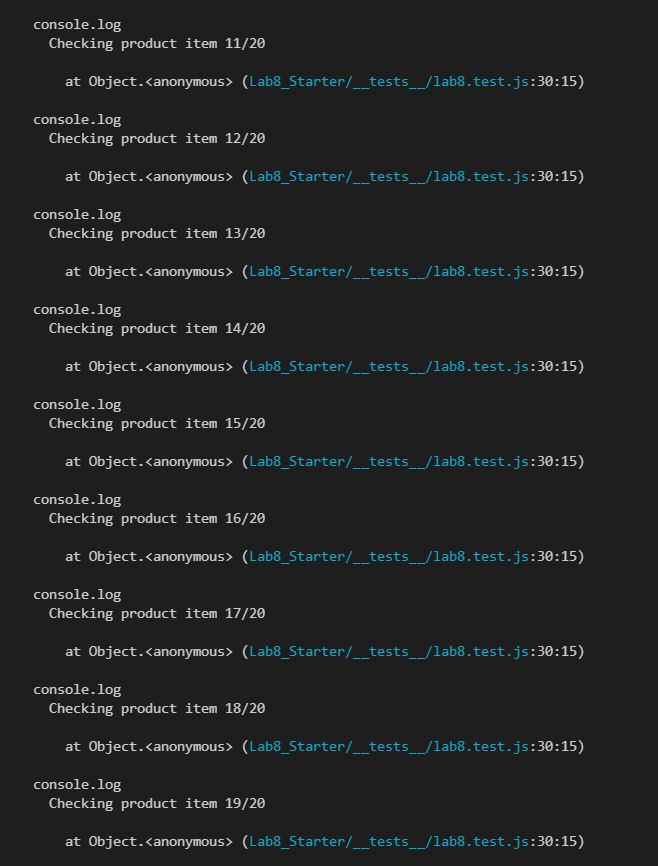 console.log
Checking product item 11/20
at Object.<anonymous> (Lab8_Starter/__tests__/lab8.test.js:30:15)
console.log
Checking product item 12/20
at Object.<anonymous> (Lab8_Starter/__tests__/lab8.test.js:30:15)
console.log
Checking product item 13/20
at Object.<anonymous> (Lab8_Starter/__tests__/lab8.test.js:30:15)
console.log
Checking product item 14/20
at Object.<anonymous> (Lab8_Starter/__tests__/lab8.test.js:30:15)
console.log
Checking product item 15/20
at Object.<anonymous> (Lab8_Starter/__tests__/lab8.test.js:30:15)
console.log
Checking product item 16/20
at Object.<anonymous> (Lab8_Starter/__tests__/lab8.test.js:30:15)
console.log
Checking product item 17/20
at Object.<anonymous> (Lab8_Starter/__tests__/lab8.test.js:30:15)
console.log
Checking product item 18/20
at Object.<anonymous> (Lab8_Starter/__tests__/lab8.test.js:30:15)
console.log
Checking product item 19/20
at Object.<anonymous> (Lab8_Starter/__tests__/lab8.test.js:30:15)